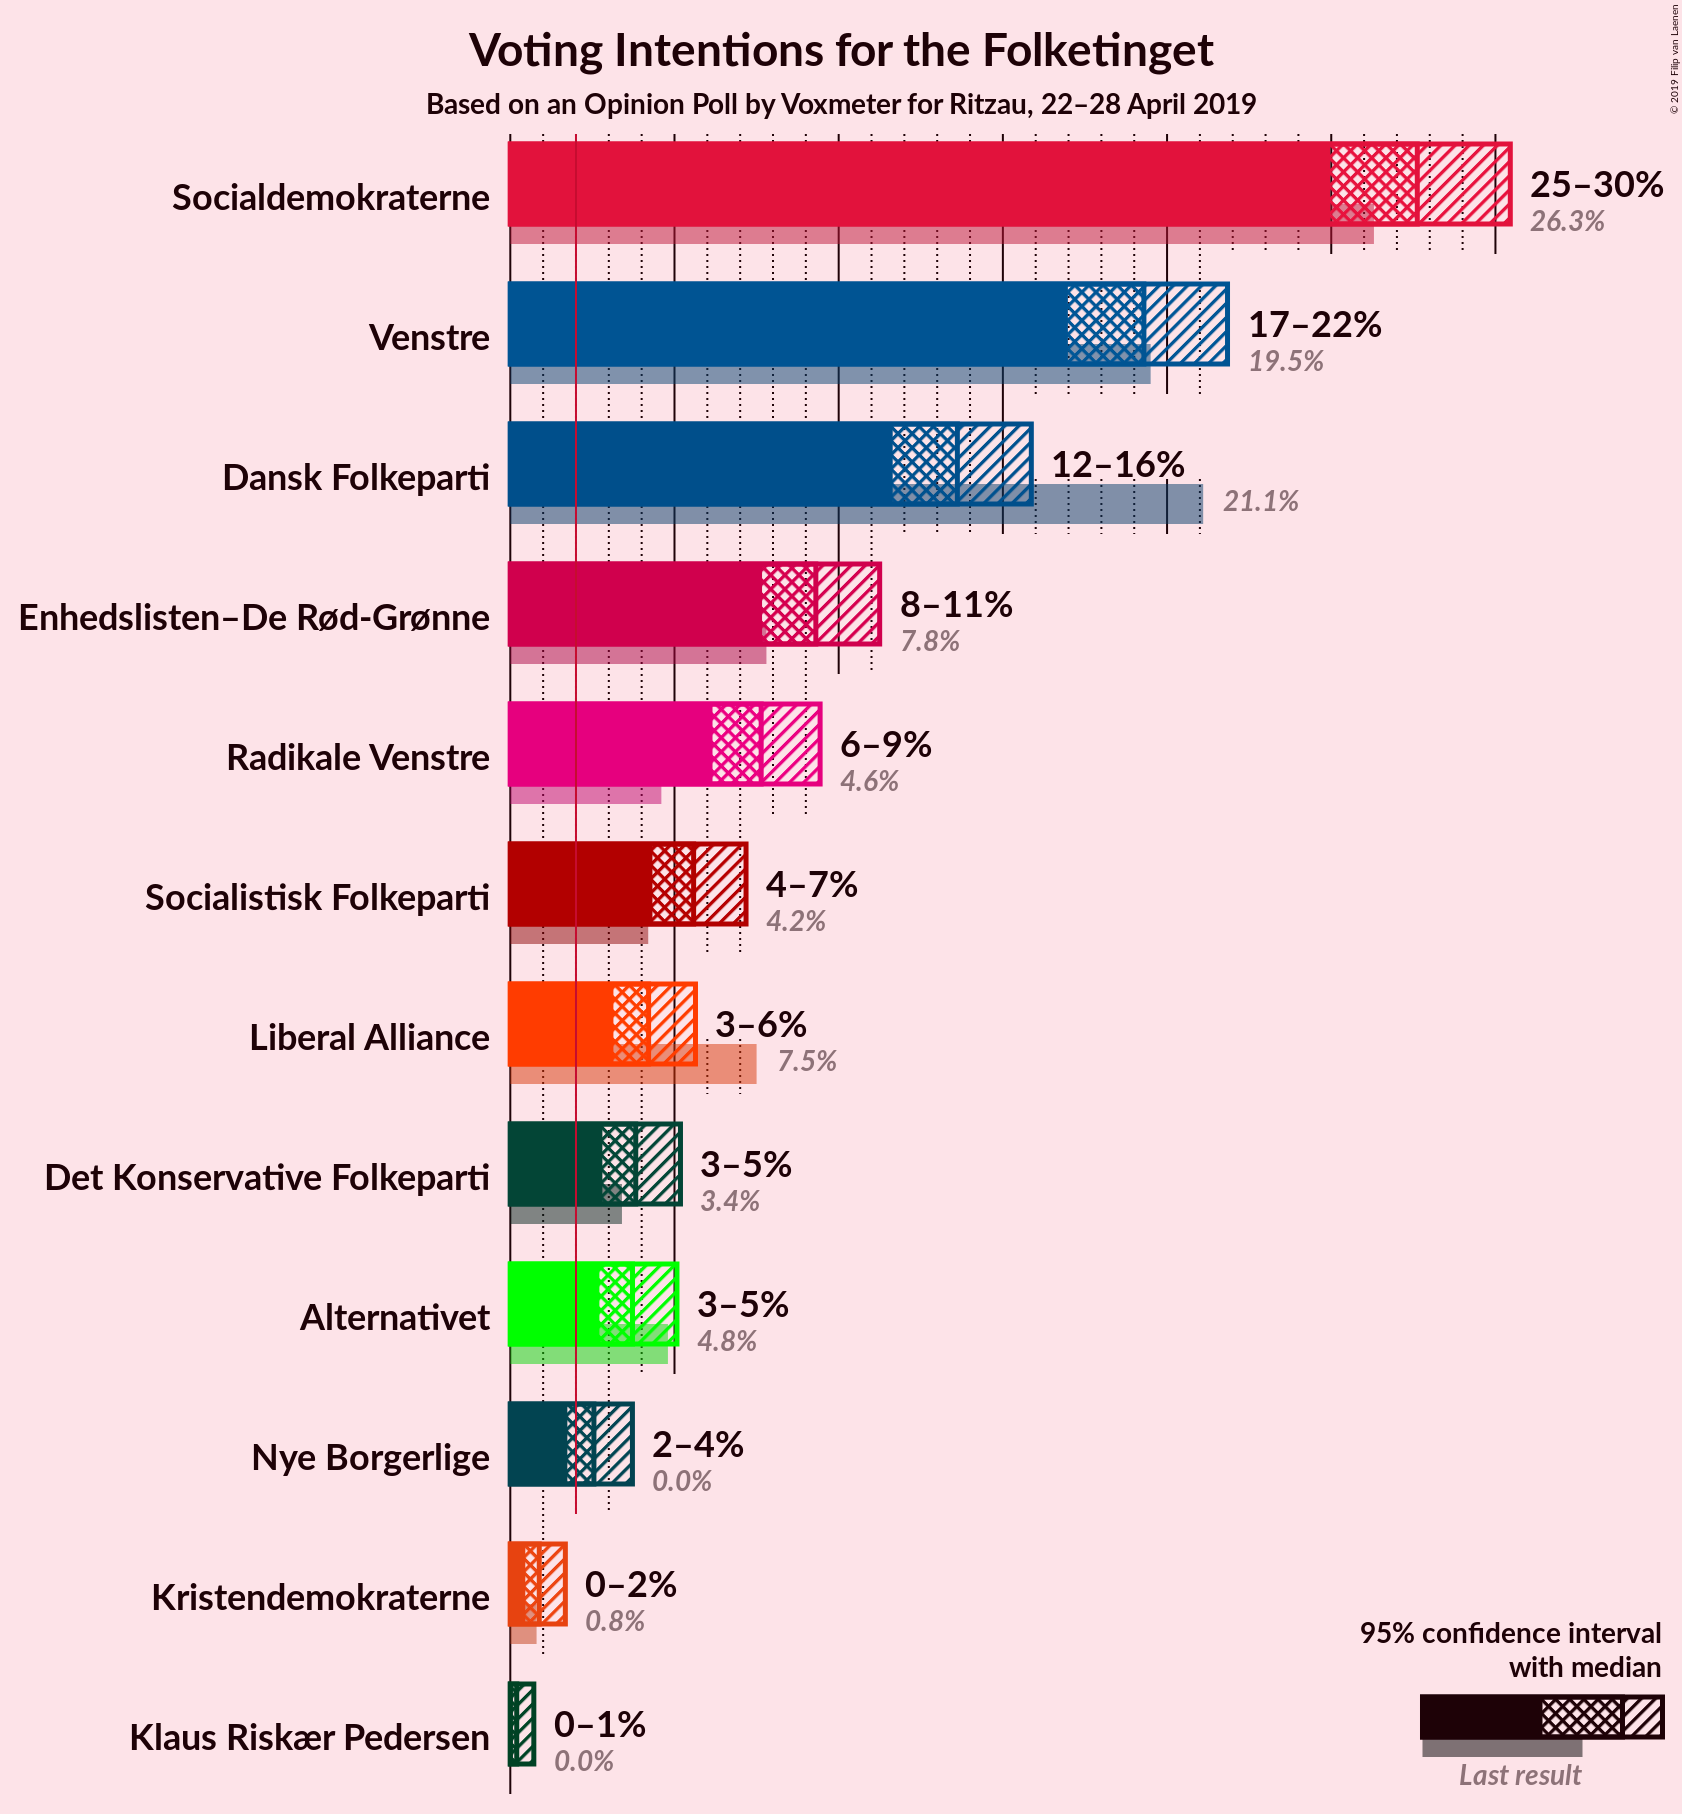 Voting Intentions for the Folketinget
Based on an Opinion Poll by Voxmeter for Ritzau, 22–28 April 2019
© 2019 Filip van Laenen
Socialdemokraterne
25–30%
26.3%
Venstre
17–22%
19.5%
Dansk Folkeparti
12–16%
21.1%
Enhedslisten–De Rød-Grønne
8–11%
7.8%
Radikale Venstre
6–9%
4.6%
Socialistisk Folkeparti
4–7%
4.2%
Liberal Alliance
3–6%
7.5%
Det Konservative Folkeparti
3–5%
3.4%
Alternativet
3–5%
4.8%
Nye Borgerlige
2–4%
0.0%
Kristendemokraterne
0–2%
0.8%
Klaus Riskær Pedersen
0–1%
0.0%
95% confidence interval
with median
Last result